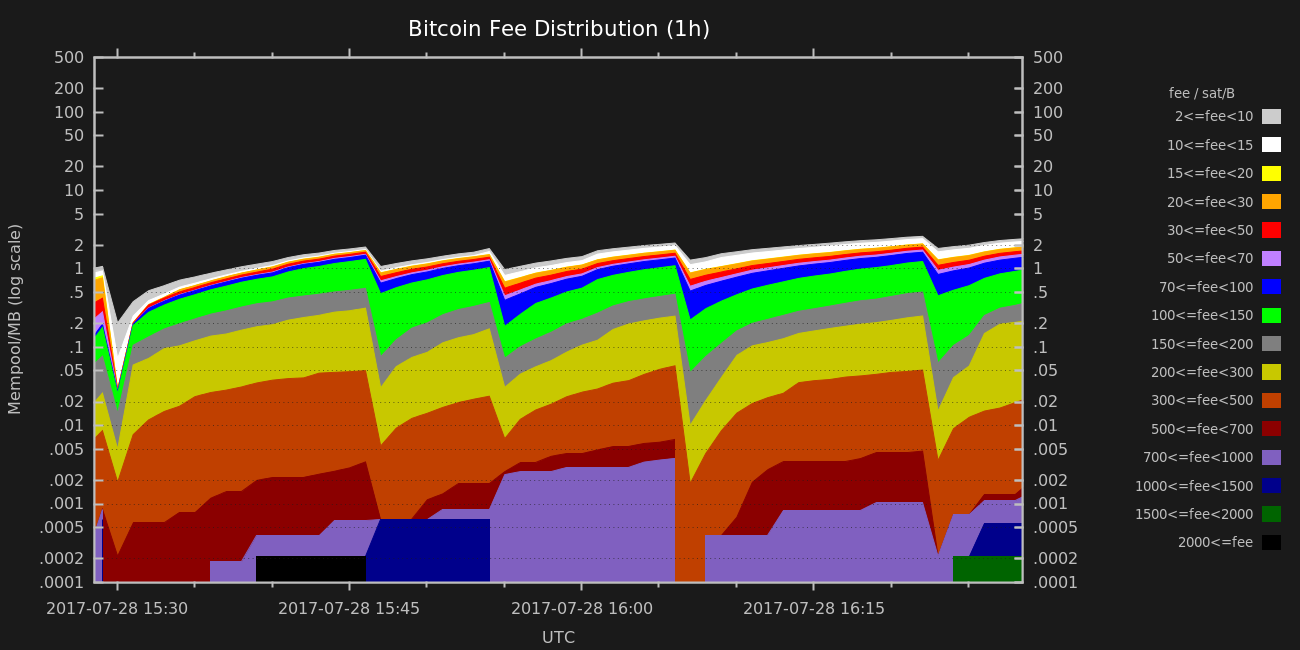 Bitcoin Fee Distribution (1h)
Mempool/MB (log scale)
500
200
100
50
20
10
5
2
1
.5
.2
.1
.05
.02
.01
.005
.002
.001
.0005
.0002
.0001
500
200
100
50
20
10
5
2
1
.5
.2
.1
.05
.02
.01
.005
.002
.001
.0005
.0002
.0001
2017-07-28 15:30
2017-07-28 15:45
2017-07-28 16:00
2017-07-28 16:15
UTC
fee / sat/B
2<=fee<10
10<=fee<15
15<=fee<20
20<=fee<30
30<=fee<50
50<=fee<70
70<=fee<100
100<=fee<150
150<=fee<200
200<=fee<300
300<=fee<500
500<=fee<700
700<=fee<1000
1000<=fee<1500
1500<=fee<2000
2000<=fee